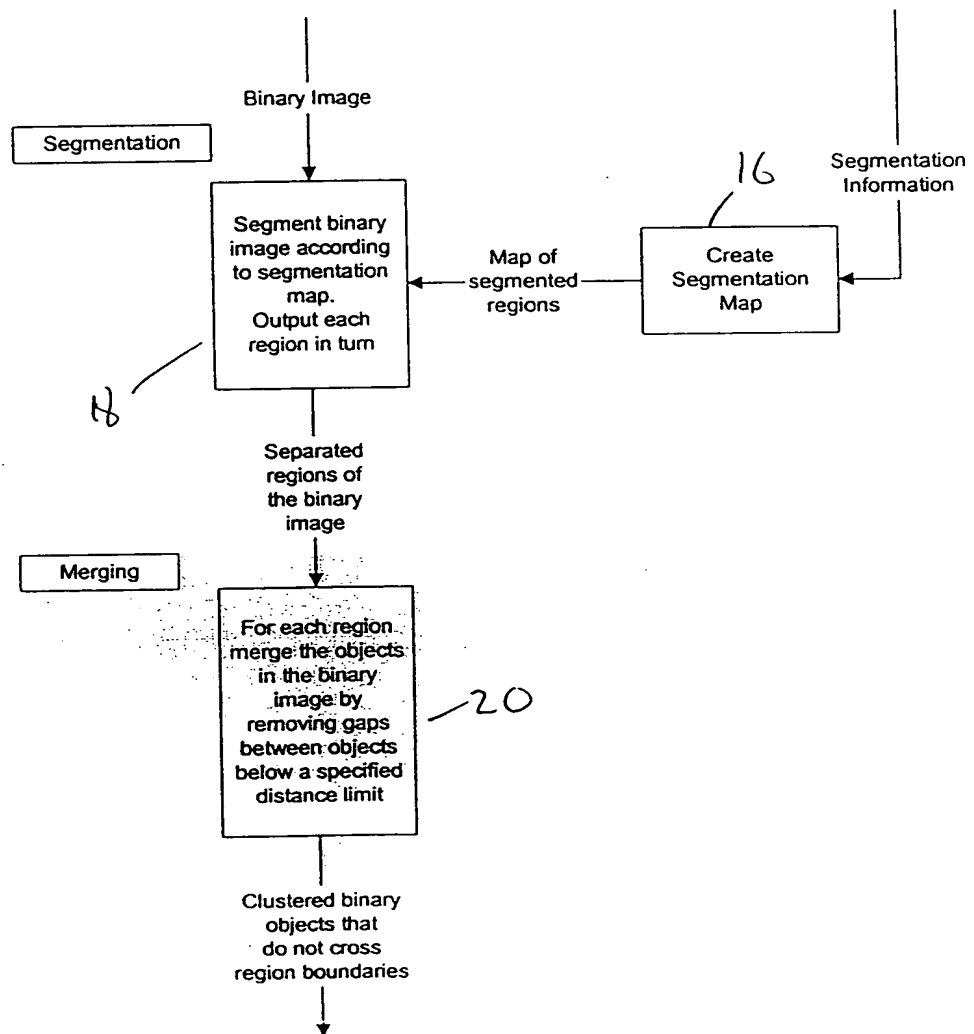 Binary Image
Segmentation
Segmentation
Information
16
Segment binary
image according
to segmentation
map.
Output each
region in turn
Map of
segmented
regions
Create
Segmentation
Map
18
Separated
regions of
the binary
image
Merging
For each region
merge the objects
in the binary
image by
removing gaps
between objects
below a specified
distance limit
20
Clustered binary
objects that
do not cross
region boundaries